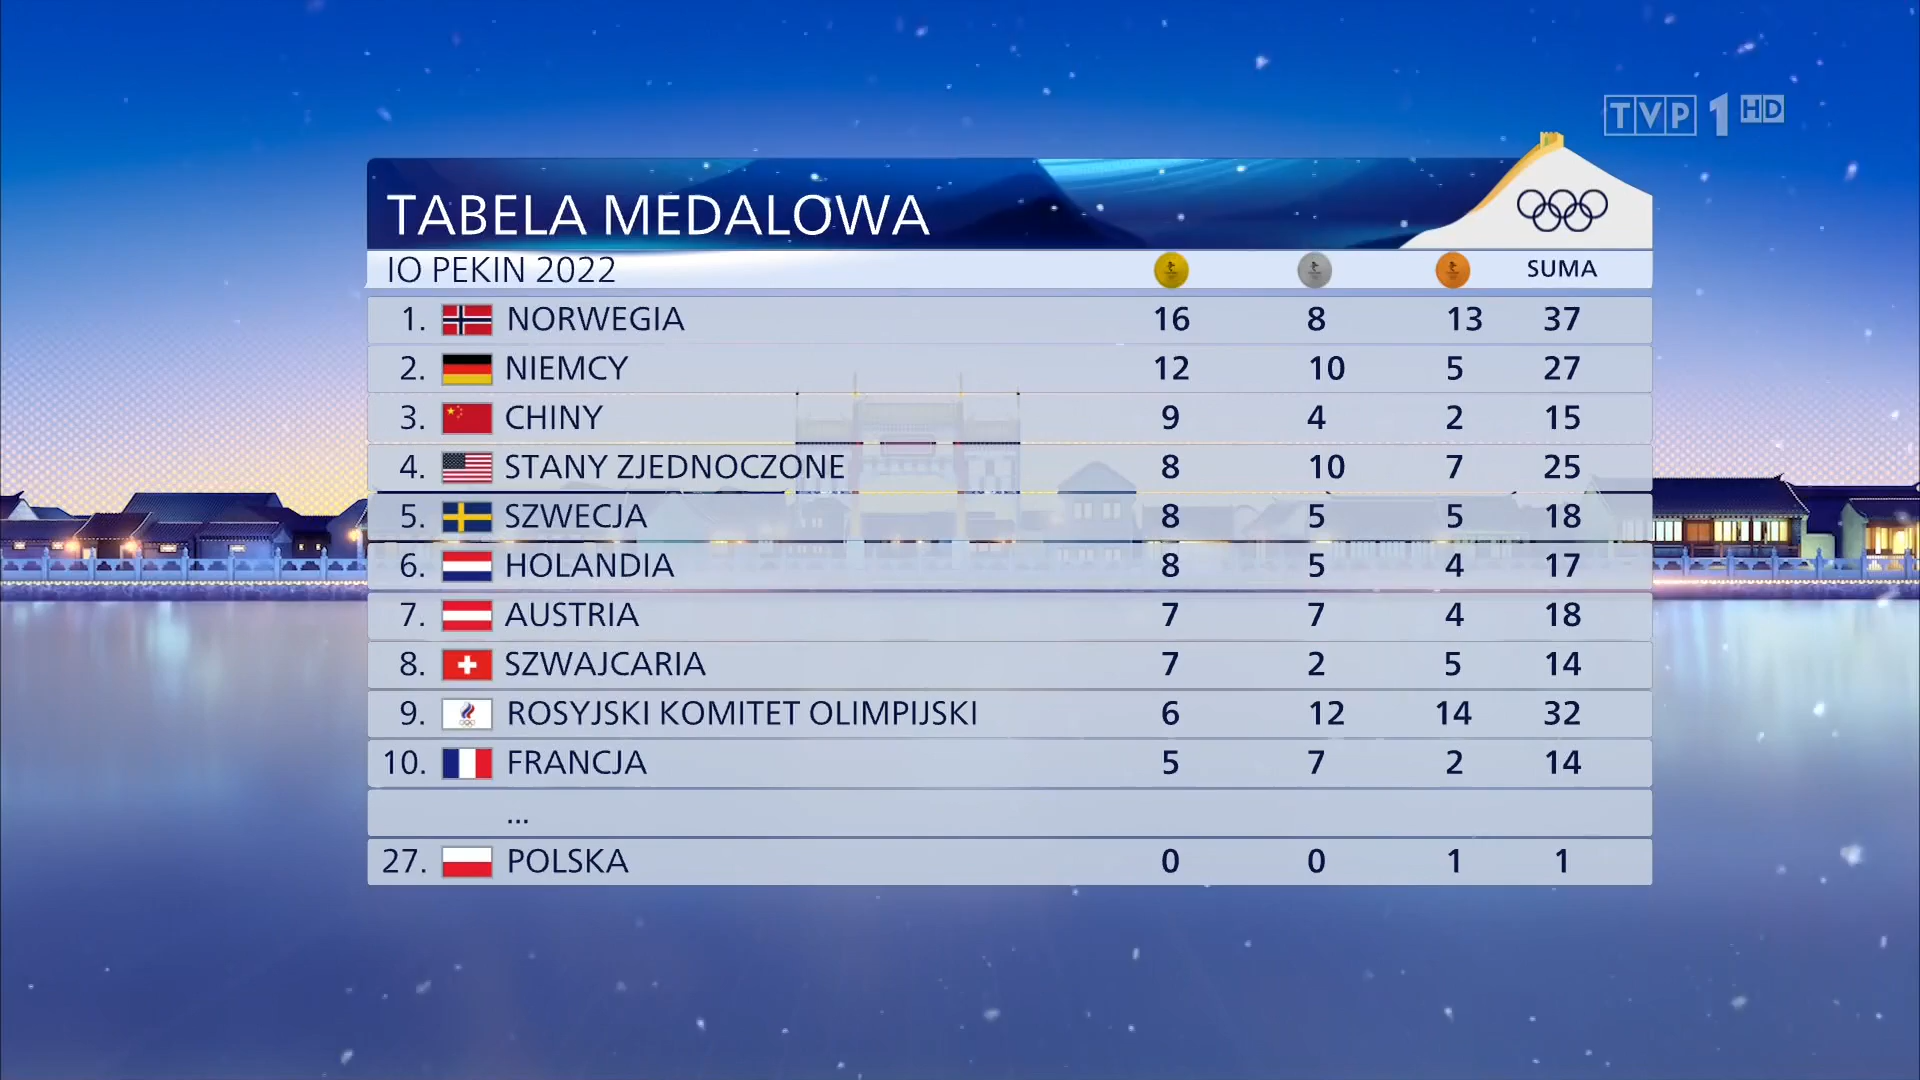 TVP 1 HD
TABELA MEDALOWA
IO PEKIN 2022 SUMA
1. NORWEGIA 16 8 13 37
2. NIEMCY 12 10 5 27
3. CHINY 9 4 2 15
4. STANY ZJEDNOCZONE 8 10 7 25
5. SZWECJA 8 5 5 18
6. HOLANDIA 8 5 4 17
7. AUSTRIA 7 7 4 18
8. SZWAJCARIA 7 2 5 14
9. ROSYJSKI KOMITET OLIMPIJSKI 6 12 14 32
10. FRANCJA 5 7 2 14
...
27. POLSKA 0 0 1 1